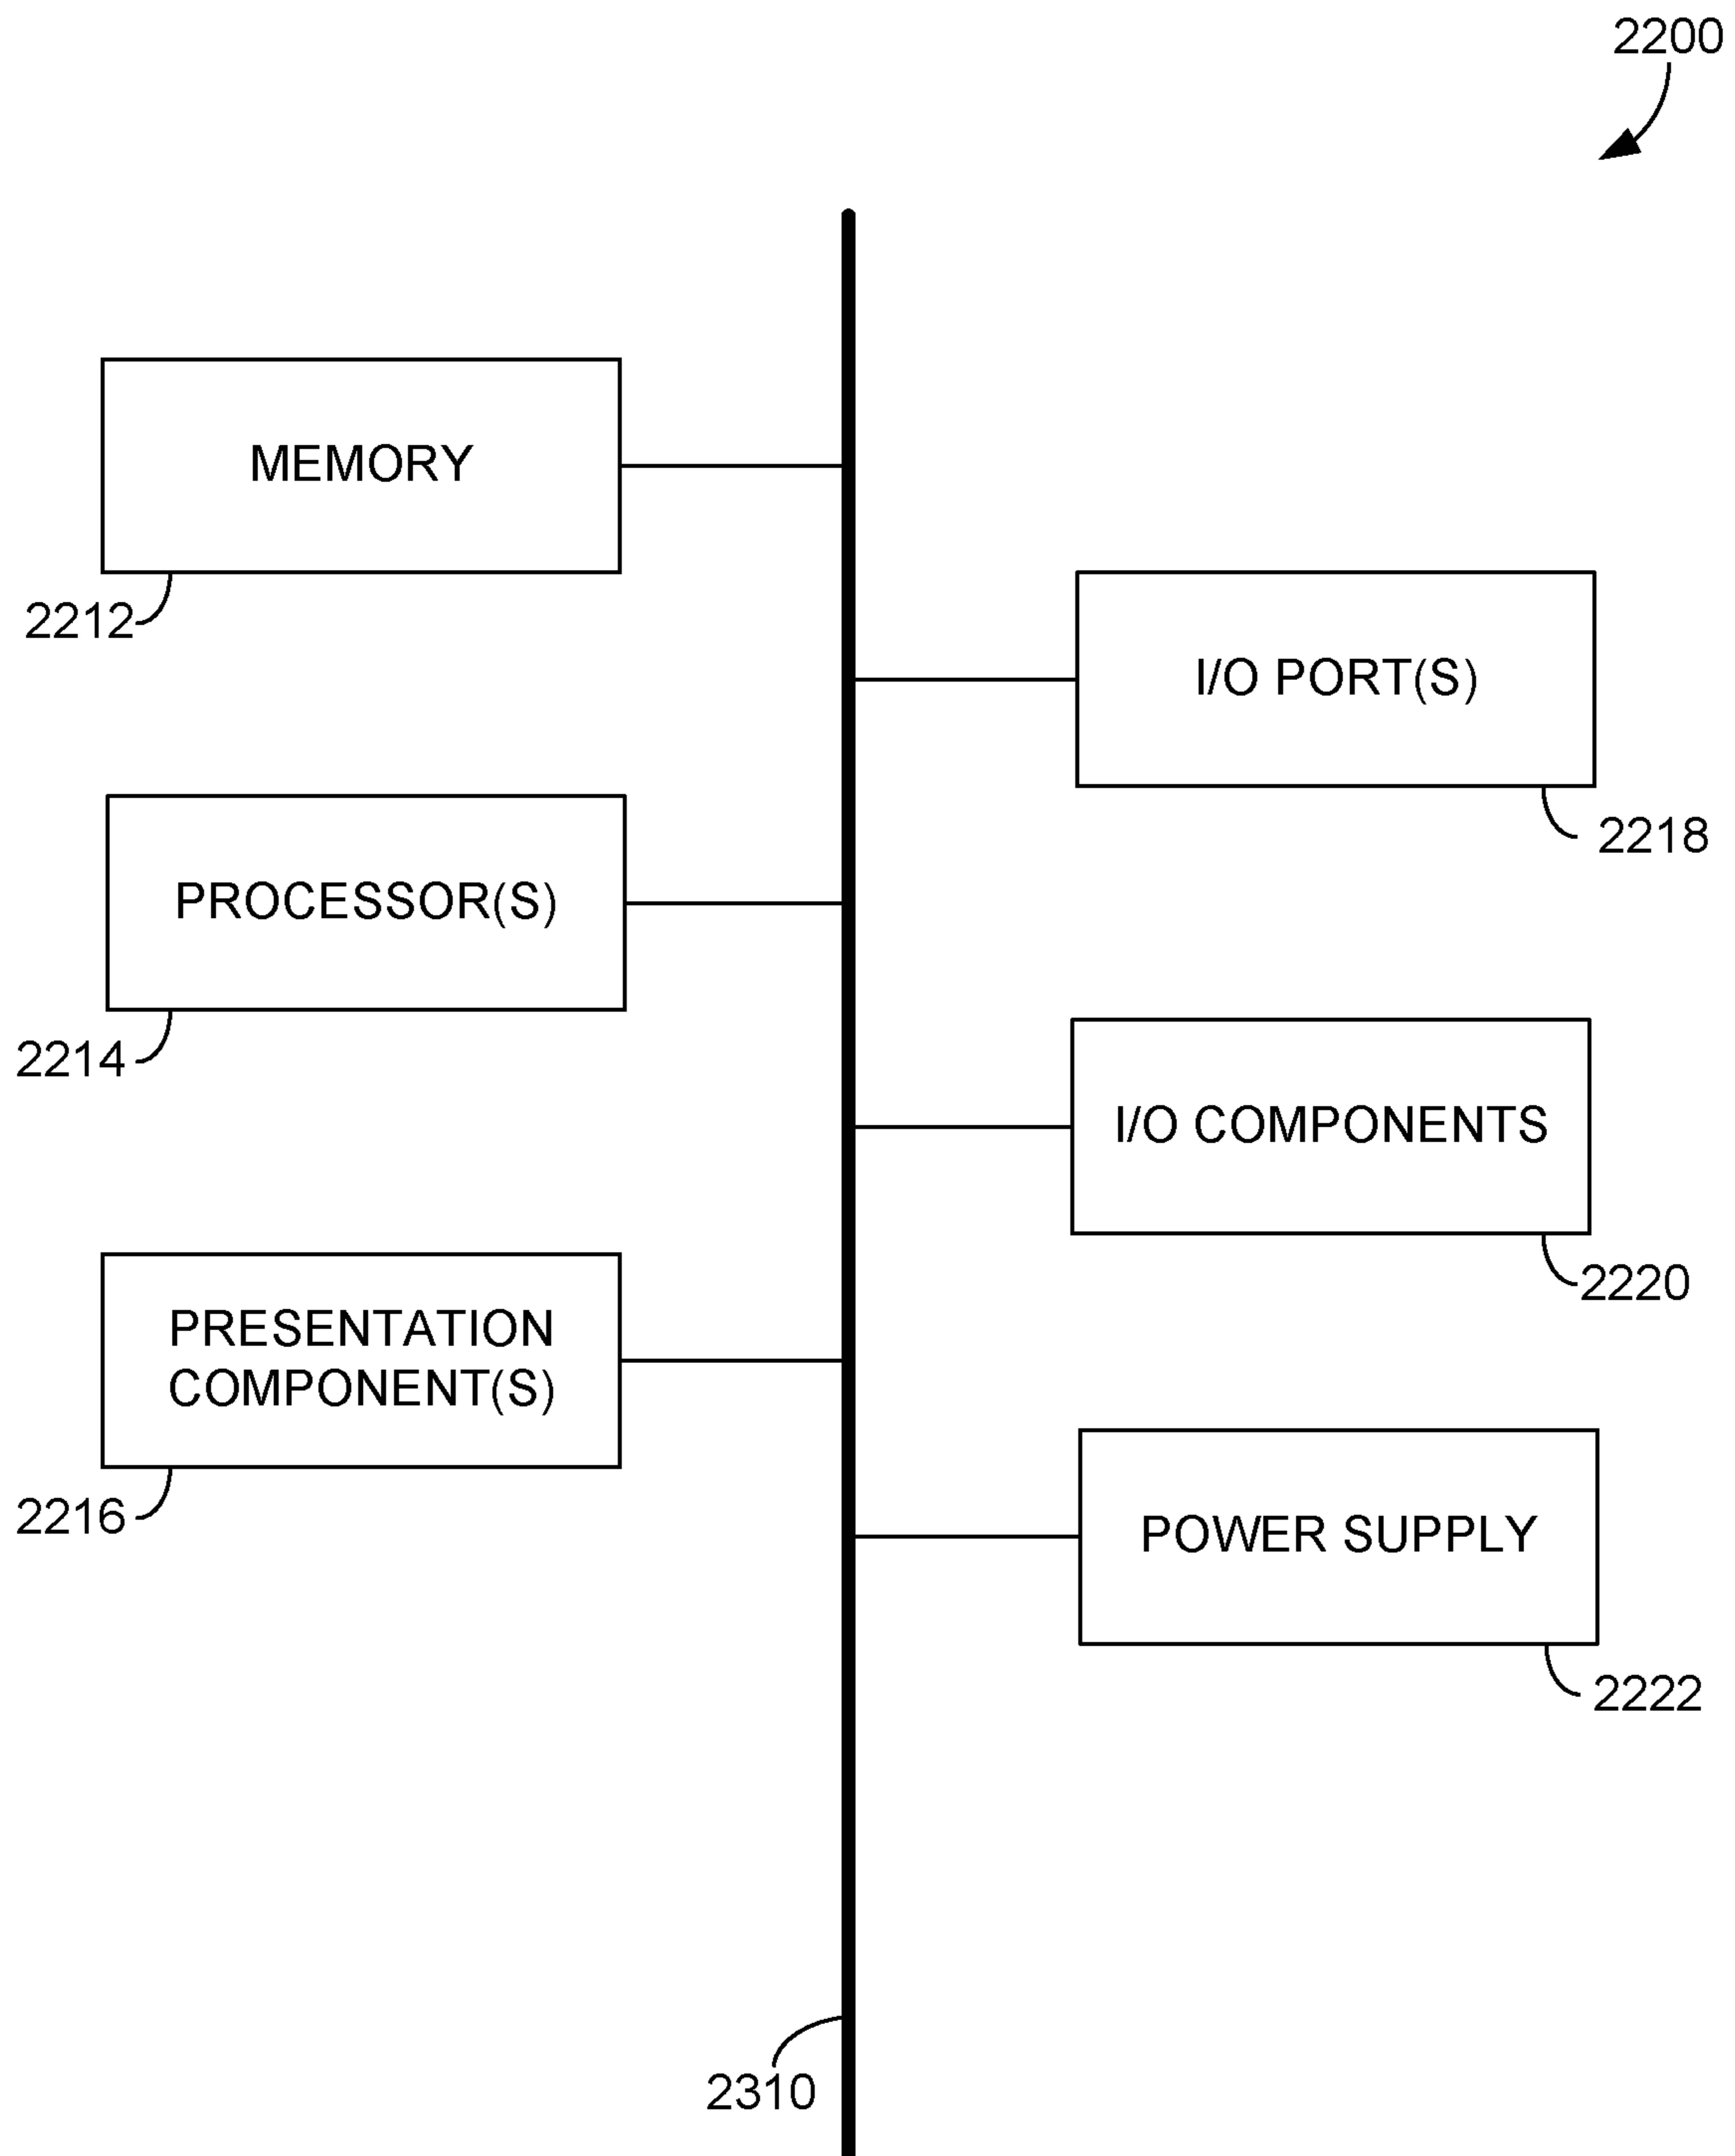 2200
MEMORY
2212
I/O PORT(S)
2218
PROCESSOR(S)
2214
I/O COMPONENTS
2220
PRESENTATION
COMPONENT(S)
2216
POWER SUPPLY
2222
2310